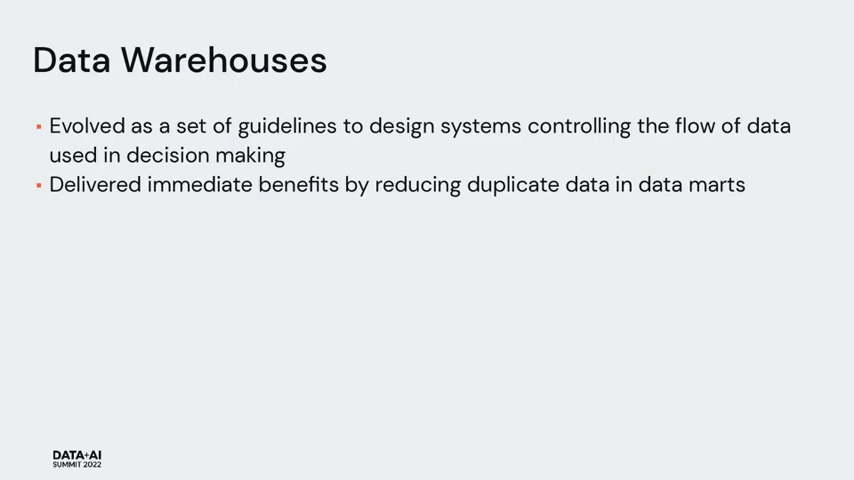 Data Warehouses
▪ Evolved as a set of guidelines to design systems controlling the flow of data
used in decision making
▪ Delivered immediate benefits by reducing duplicate data in data marts
DATA+AI
SUMMIT 2022